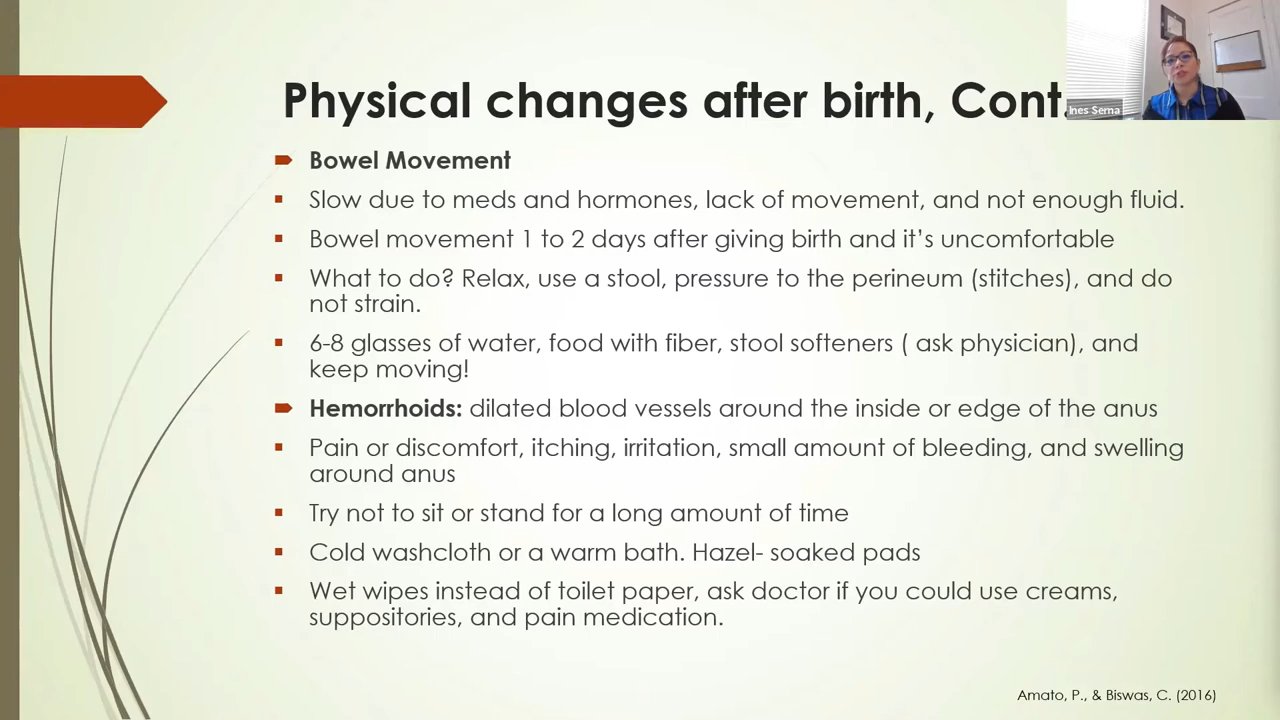 Physical changes after birth, Cont.
Ines Serna
Bowel Movement
Slow due to meds and hormones, lack of movement, and not enough fluid.
Bowel movement 1 to 2 days after giving birth and it's uncomfortable
What to do? Relax, use a stool, pressure to the perineum (stitches), and do
not strain.
6-8 glasses of water, food with fiber, stool softeners ( ask physician), and
keep moving!
Hemorrhoids: dilated blood vessels around the inside or edge of the anus
Pain or discomfort, itching, irritation, small amount of bleeding, and swelling
around anus
Try not to sit or stand for a long amount of time
Cold washcloth or a warm bath. Hazel- soaked pads
Wet wipes instead of toilet paper, ask doctor if you could use creams,
suppositories, and pain medication.
Amato, P., & Biswas, C. (2016)